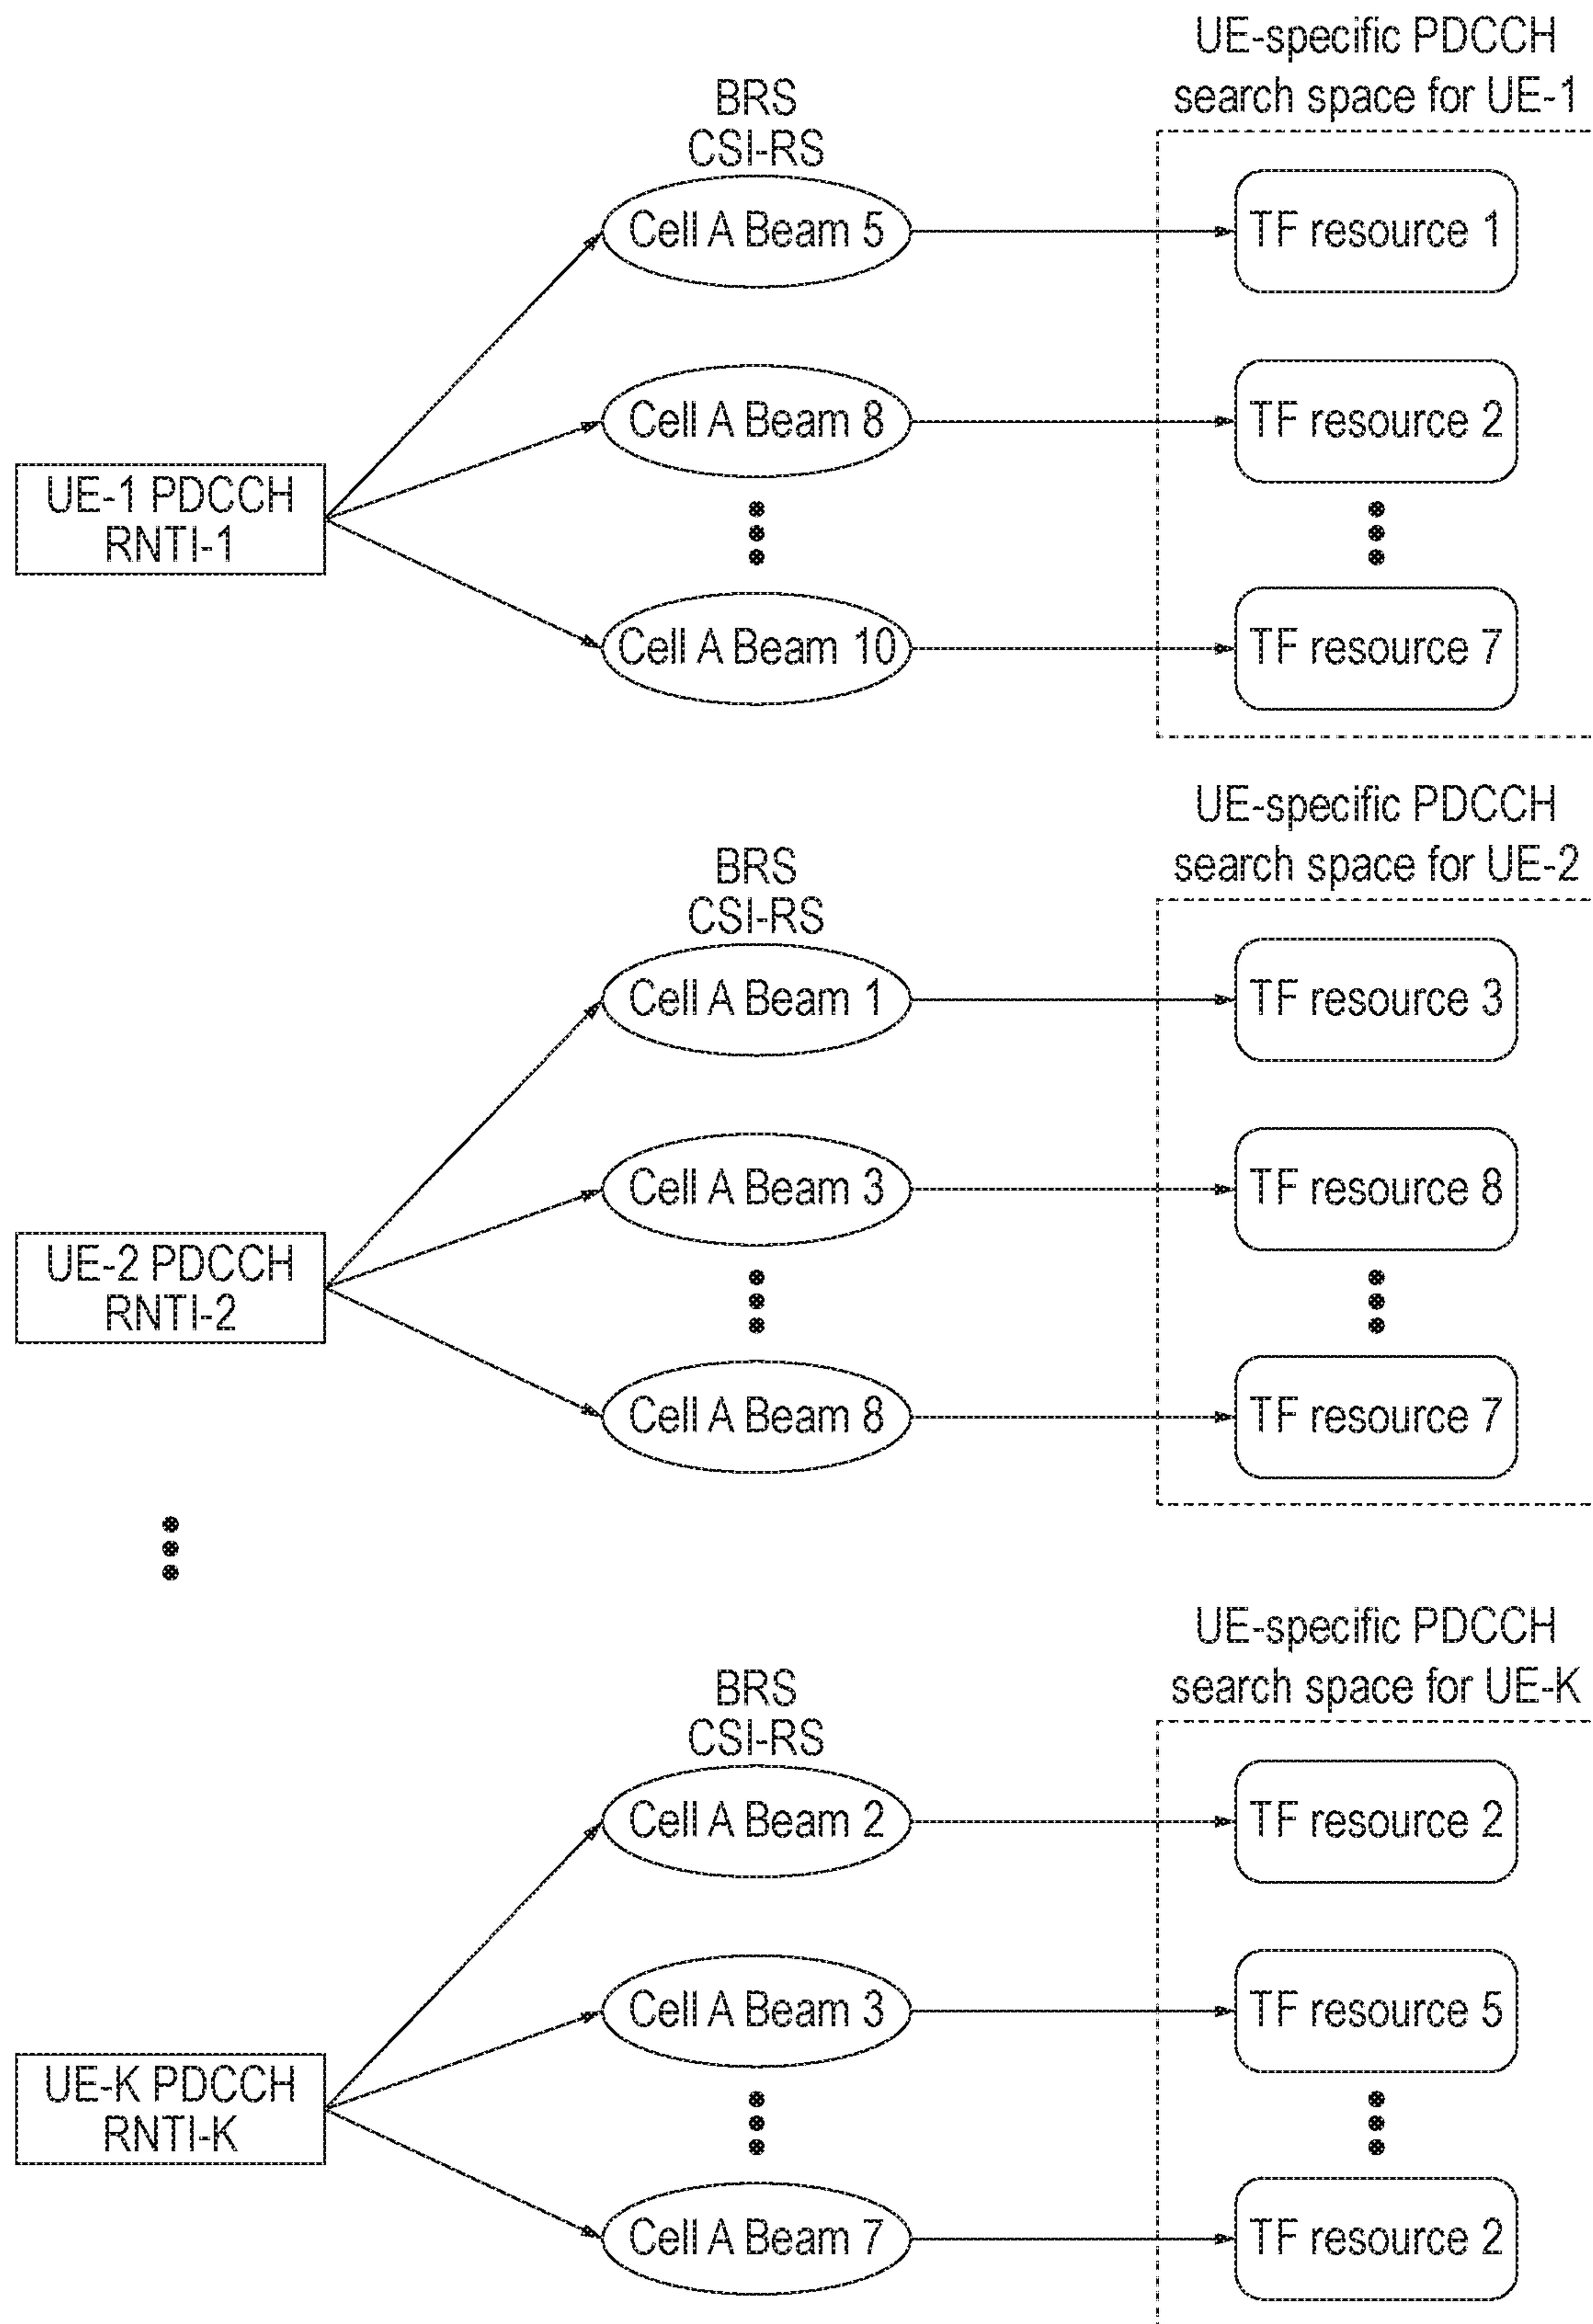 UE-specific PDCCH
search space for UE-1
BRS
CSI-RS
Cell A Beam 5
TF resource 1
Cell A Beam 8
TF resource 2
UE-1 PDCCH
RNTI-1
Cell A Beam 10
TF resource 7
UE-specific PDCCH
search space for UE-2
BRS
CSI-RS
Cell A Beam 1
TF resource 3
Cell A Beam 3
TF resource 8
UE-2 PDCCH
RNTI-2
Cell A Beam 8
TF resource 7
UE-specific PDCCH
search space for UE-K
BRS
CSI-RS
Cell A Beam 2
TF resource 2
Cell A Beam 3
TF resource 5
UE-K PDCCH
RNTI-K
Cell A Beam 7
TF resource 2